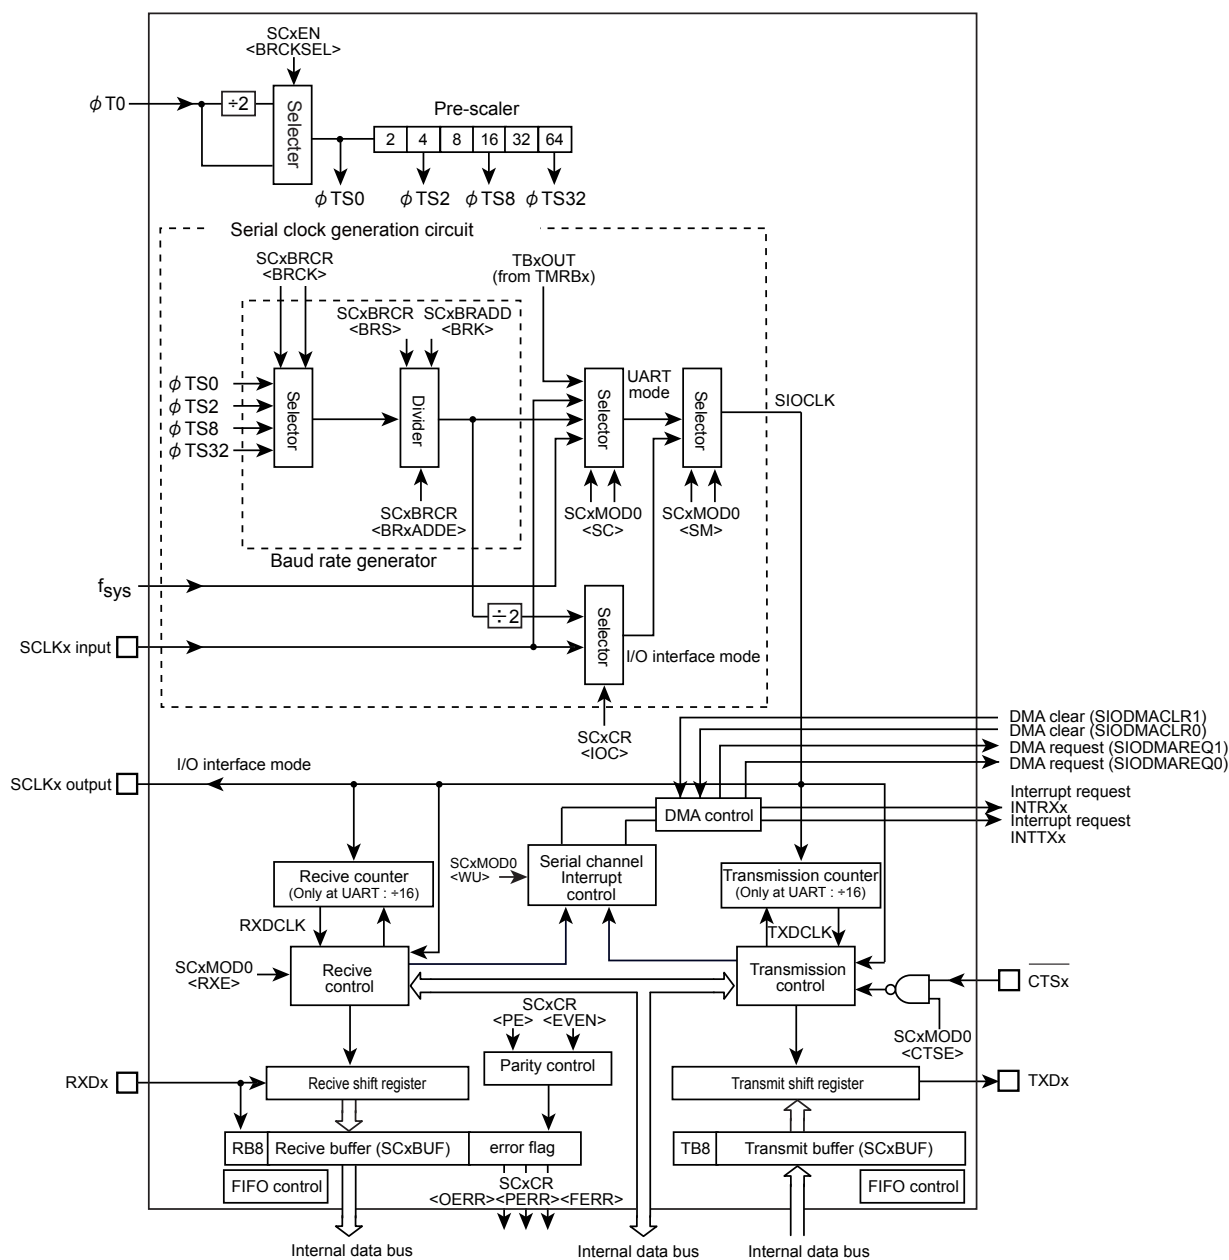 SCxEN
<BRCKSEL>
ϕT0
÷2
Selecter
Pre-scaler
2 4 8 16 32 64
ϕTS0
ϕTS2
ϕTS8
ϕTS32
Serial clock generation circuit
SCxBRCR
<BRCK>
TBxOUT
(from TMRBx)
SCxBRCR
<BRS>
SCxBRADD
<BRK>
ϕTS0
ϕTS2
ϕTS8
ϕTS32
Selector
Divider
Selector
UART
mode
Selector
SIOCLK
SCxBRCR
<BRxADDE>
SCxMOD0
<SC>
SCxMOD0
<SM>
Baud rate generator
fsys
÷2
Selector
SCLKx input
I/O interface mode
SCxCR
<IOC>
DMA clear (SIODMACLR1)
DMA clear (SIODMACLR0)
DMA request (SIODMAREQ1)
DMA request (SIODMAREQ0)
I/O interface mode
SCLKx output
DMA control
Interrupt request
INTRXx
Interrupt request
INTTXx
Recive counter
(Only at UART : ÷16)
SCxMOD0
<WU>
Serial channel
Interrupt
control
Transmission counter
(Only at UART : ÷16)
RXDCLK
TXDCLK
SCxMOD0
<RXE>
Recive
control
Transmission
control
CTSx
SCxMOD0
<CTSE>
SCxCR
<PE> <EVEN>
Parity control
RXDx
Recive shift register
Transmit shift register
TXDx
RB8 Recive buffer (SCxBUF) error flag
TB8 Transmit buffer (SCxBUF)
FIFO control
SCxCR
<OERR><PERR><FERR>
FIFO control
Internal data bus
Internal data bus
Internal data bus